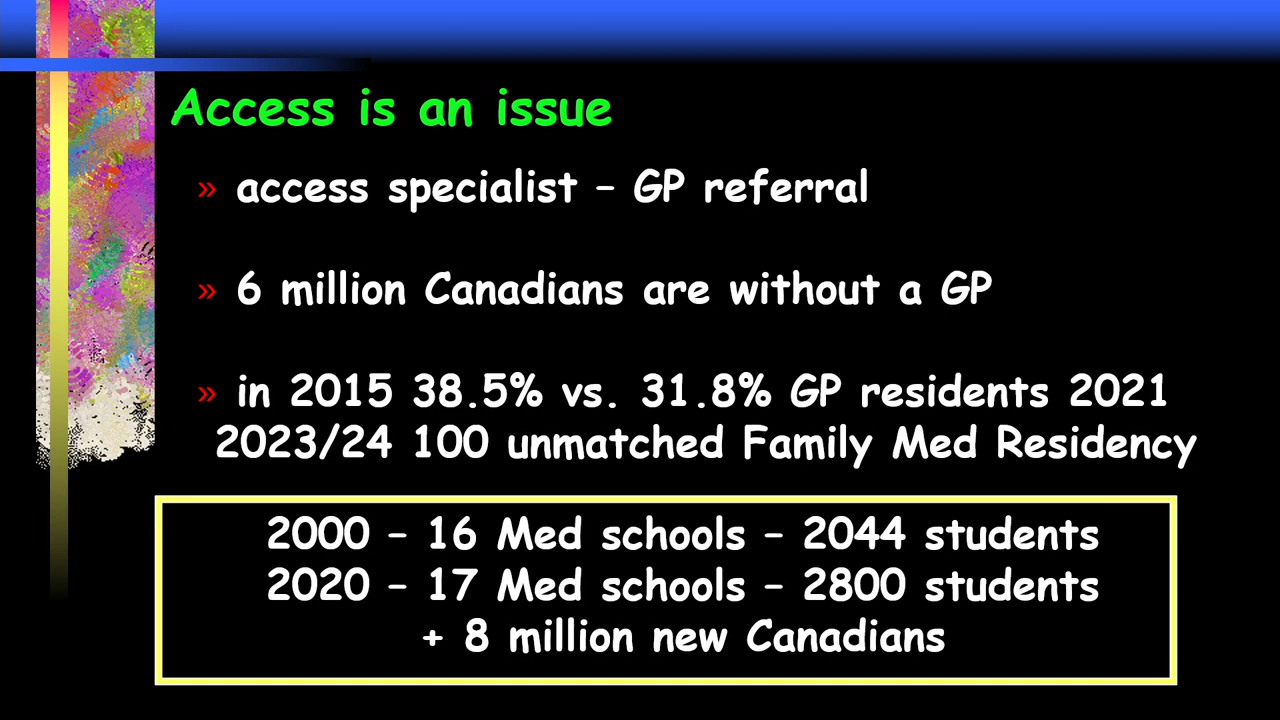 Access is an issue
» access specialist – GP referral
» 6 million Canadians are without a GP
» in 2015 38.5% vs. 31.8% GP residents 2021
2023/24 100 unmatched Family Med Residency
2000 – 16 Med schools – 2044 students
2020 – 17 Med schools – 2800 students
+ 8 million new Canadians